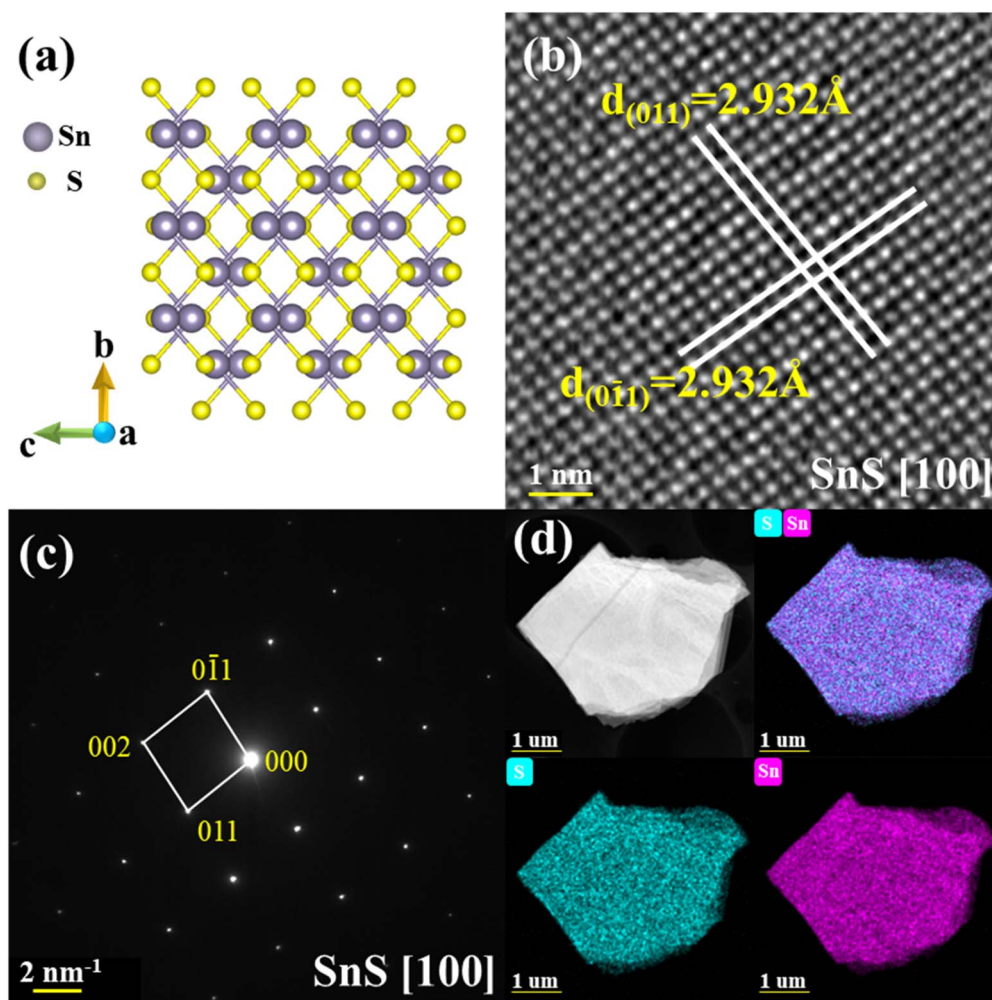 (a)
Sn
S
b
c
a
(b)
d(011)=2.932Å
d(01̄1)=2.932Å
1 nm
SnS [100]
(c)
01̄1
002
000
011
2 nm⁻¹
SnS [100]
(d)
1 um
S Sn
1 um
S
1 um
Sn
1 um